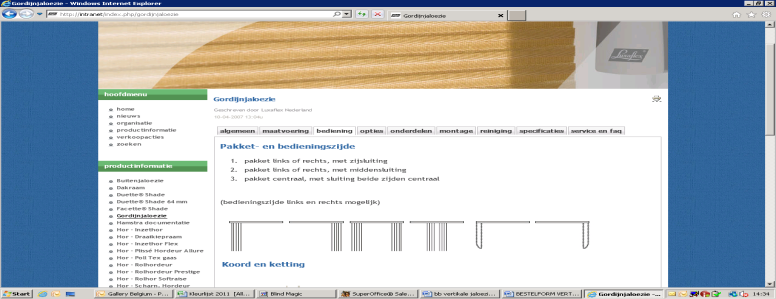 Gordijnjaloezie - Windows Internet Explorer
http://intranet/index.php/gordijnjaloezie
Gordijnjaloezie
Luxaflex
hoofdmenu
home
nieuws
organisatie
productinformatie
verkoopacties
zoeken
productinformatie
Buitenjaloezie
Dakraam
Duette® Shade
Duette® Shade 64 mm
Facette® Shade
Gordijnjaloezie
Hamstra documentatie
Hor - Inzethor
Hor - Draaikiepraam
Hor - Inzethor Flex
Hor - Plissé Hordeur Allure
Hor - Poll Tex gaas
Hor - Rolhordeur
Hor - Rolhordeur Prestige
Hor - Rolhor Softraise
Hor - Scharn. Hordeur
Gordijnjaloezie
Geschreven door Luxaflex Nederland
algemeen maatvoering bediening opties onderdelen montage reiniging specificaties service en faq
Pakket- en bedieningszijde
1. pakket links of rechts, met zijsluiting
2. pakket links of rechts, met middensluiting
3. pakket centraal, met sluiting beide zijden centraal
(bedieningszijde links en rechts mogelijk)
Koord en ketting
Start Gallery Belgium - P... Kleurlijst 2011 [All... Blind Magic SuperOffice® Sale... bb vertikale jaloezi... BESTELFORM VERT... Gordijnjaloezie -... 14:34